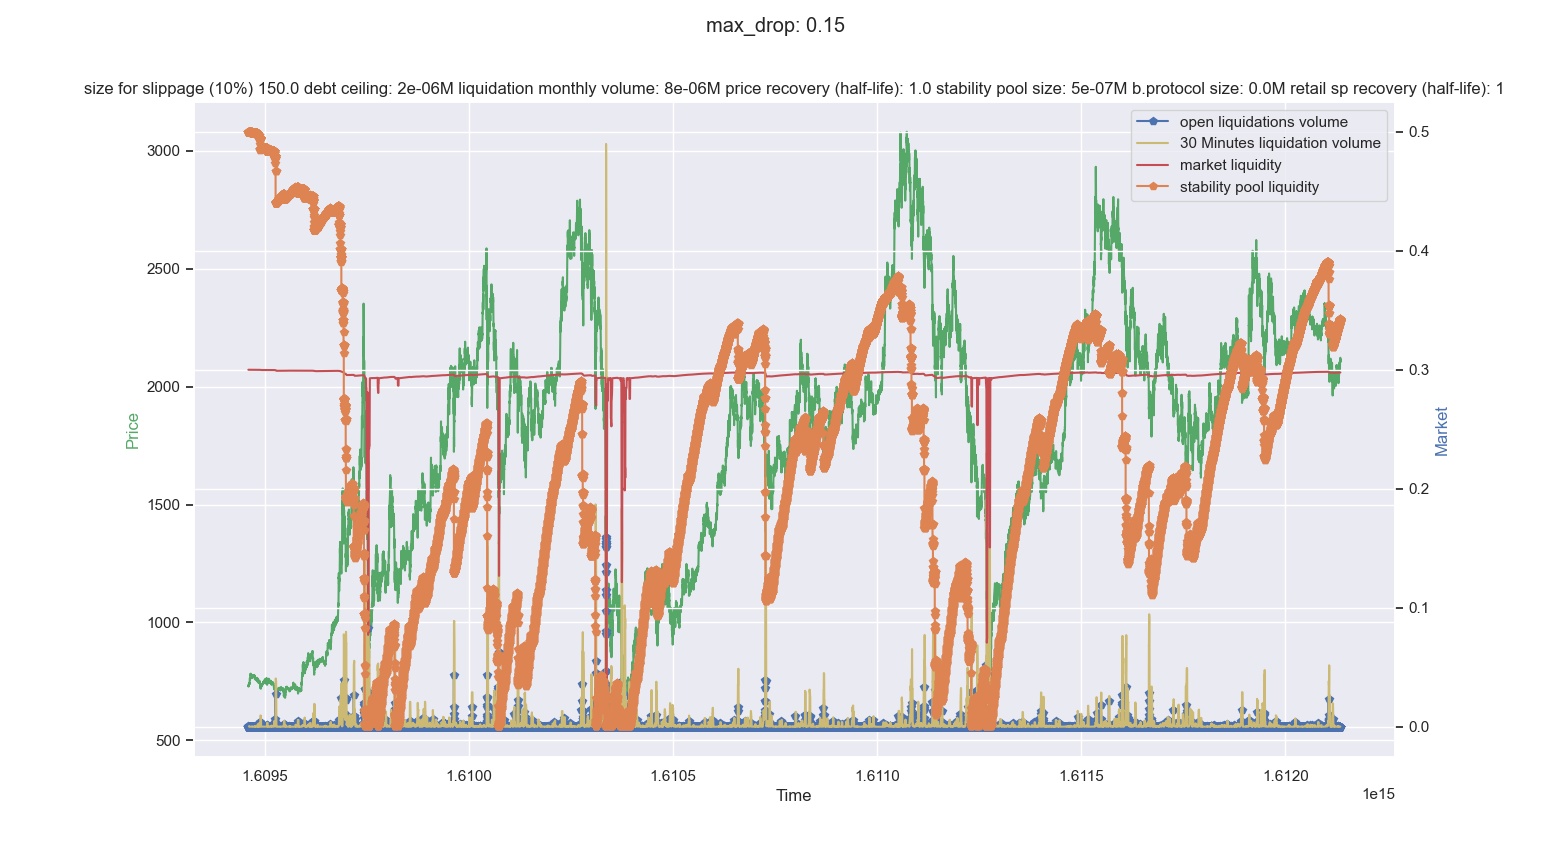 max_drop: 0.15
size for slippage (10%) 150.0 debt ceiling: 2e-06M liquidation monthly volume: 8e-06M price recovery (half-life): 1.0 stability pool size: 5e-07M b.protocol size: 0.0M retail sp recovery (half-life): 1
open liquidations volume
30 Minutes liquidation volume
market liquidity
stability pool liquidity
3000
2500
2000
1500
1000
500
Price
0.5
0.4
0.3
0.2
0.1
0.0
Market
1.6095
1.6100
1.6105
1.6110
1.6115
1.6120
Time
1e15